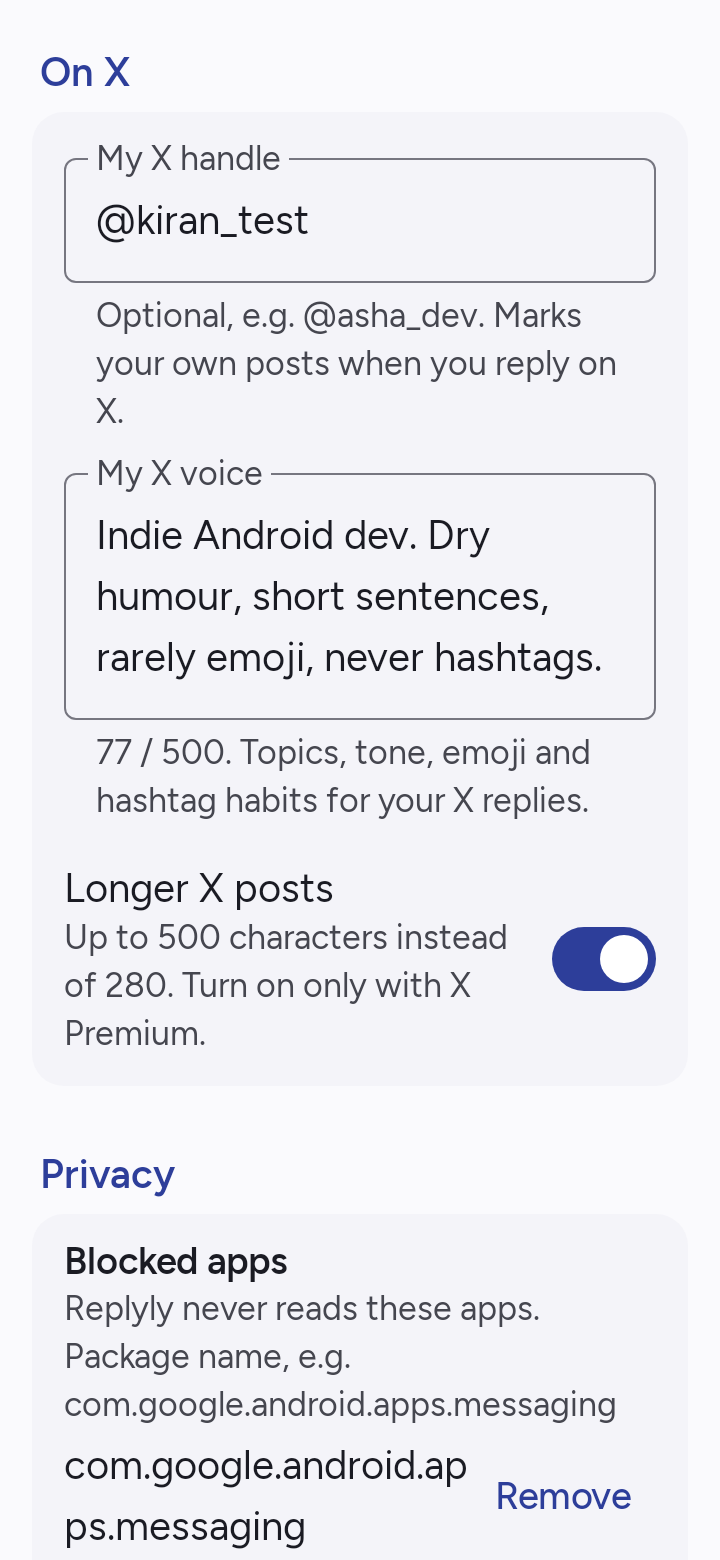 On X
My X handle
@kiran_test
Optional, e.g. @asha_dev. Marks
your own posts when you reply on
X.
My X voice
Indie Android dev. Dry
humour, short sentences,
rarely emoji, never hashtags.
77 / 500. Topics, tone, emoji and
hashtag habits for your X replies.
Longer X posts
Up to 500 characters instead
of 280. Turn on only with X
Premium.
Privacy
Blocked apps
Replyly never reads these apps.
Package name, e.g.
com.google.android.apps.messaging
com.google.android.ap
ps.messaging
Remove